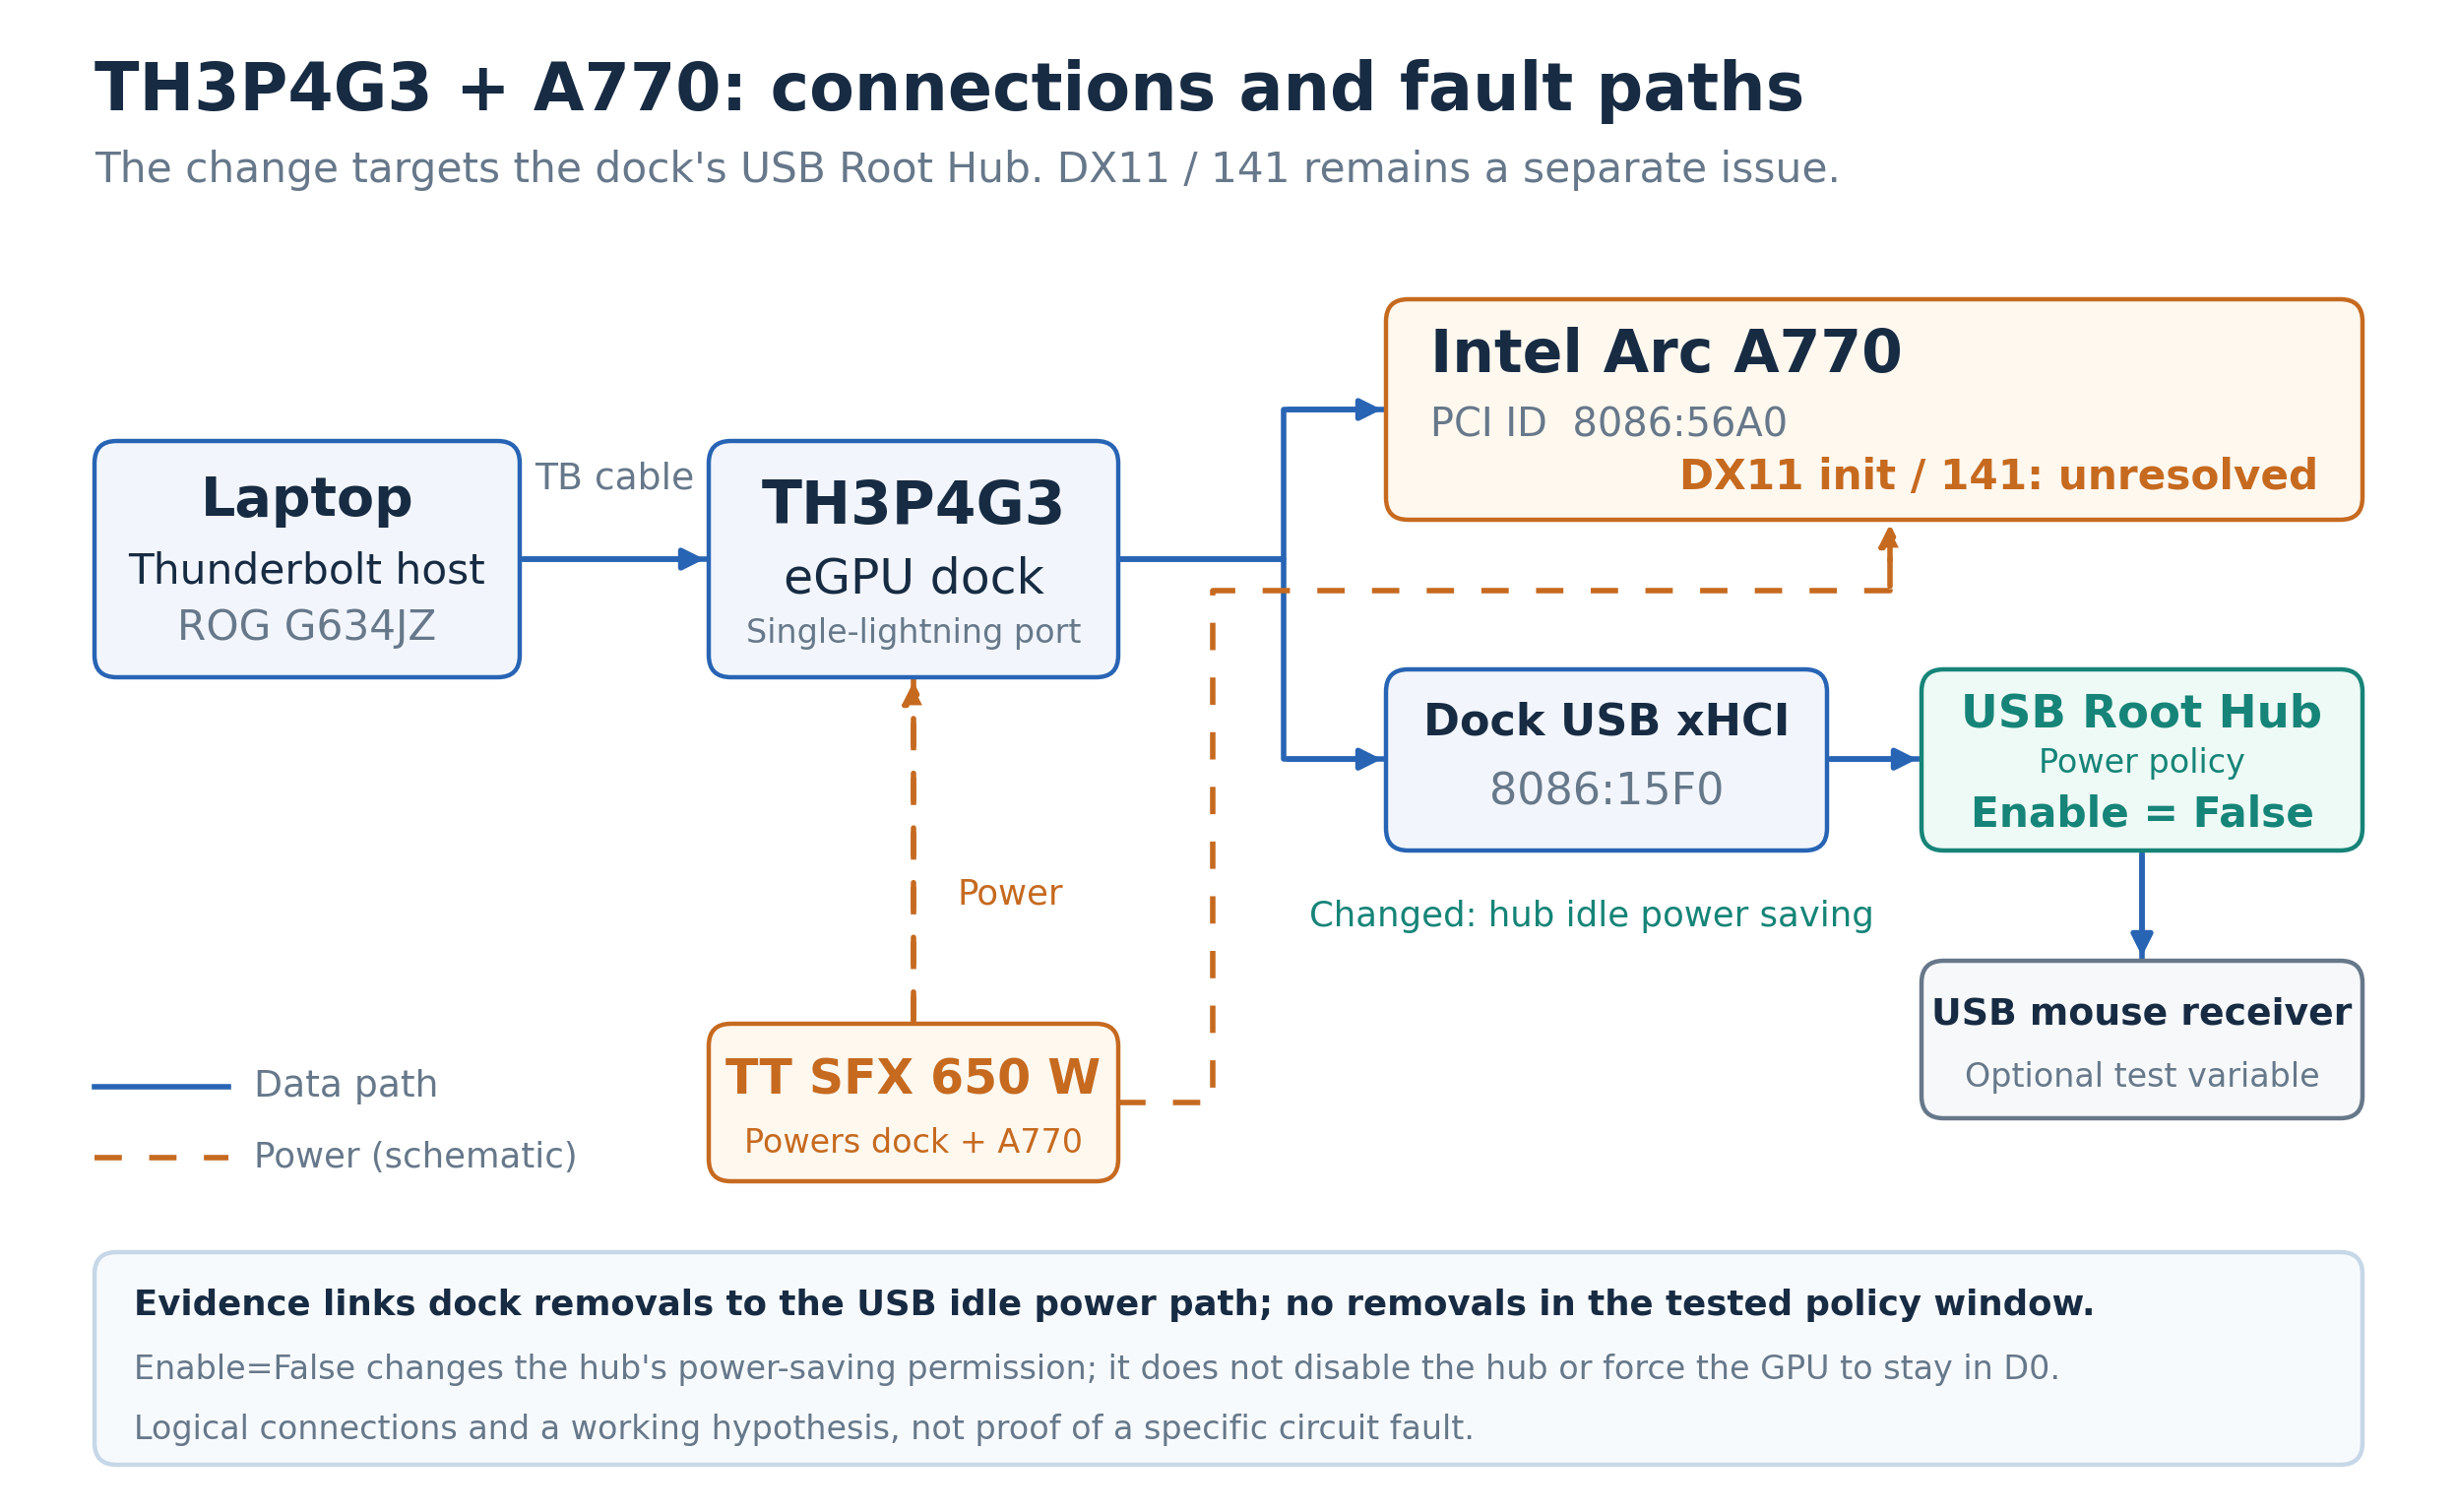 TH3P4G3 + A770: connections and fault paths
The change targets the dock's USB Root Hub. DX11 / 141 remains a separate issue.
Laptop
Thunderbolt host
ROG G634JZ
TB cable
TH3P4G3
eGPU dock
Single-lightning port
Intel Arc A770
PCI ID  8086:56A0
DX11 init / 141: unresolved
Dock USB xHCI
8086:15F0
USB Root Hub
Power policy
Enable = False
Changed: hub idle power saving
Power
USB mouse receiver
Optional test variable
TT SFX 650 W
Powers dock + A770
Data path
Power (schematic)
Evidence links dock removals to the USB idle power path; no removals in the tested policy window.
Enable=False changes the hub's power-saving permission; it does not disable the hub or force the GPU to stay in D0.
Logical connections and a working hypothesis, not proof of a specific circuit fault.